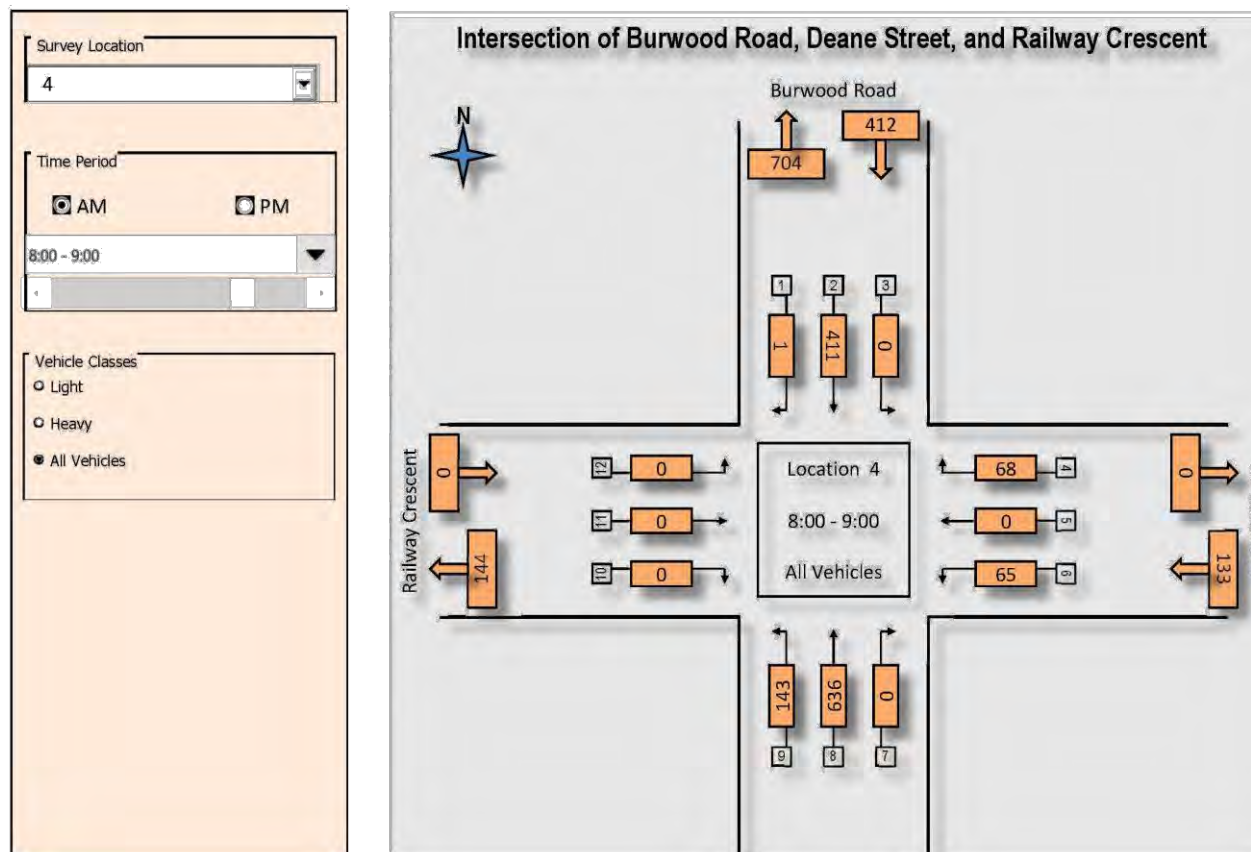 Survey Location
4
Time Period
AM
PM
8:00 - 9:00
Vehicle Classes
Light
Heavy
All Vehicles
Intersection of Burwood Road, Deane Street, and Railway Crescent
N
Burwood Road
704
412
1
2
3
1
411
0
Railway Crescent
0
144
12
0
11
0
10
0
Location 4
8:00 - 9:00
All Vehicles
68
4
0
5
65
6
0
133
143
636
0
9
8
7